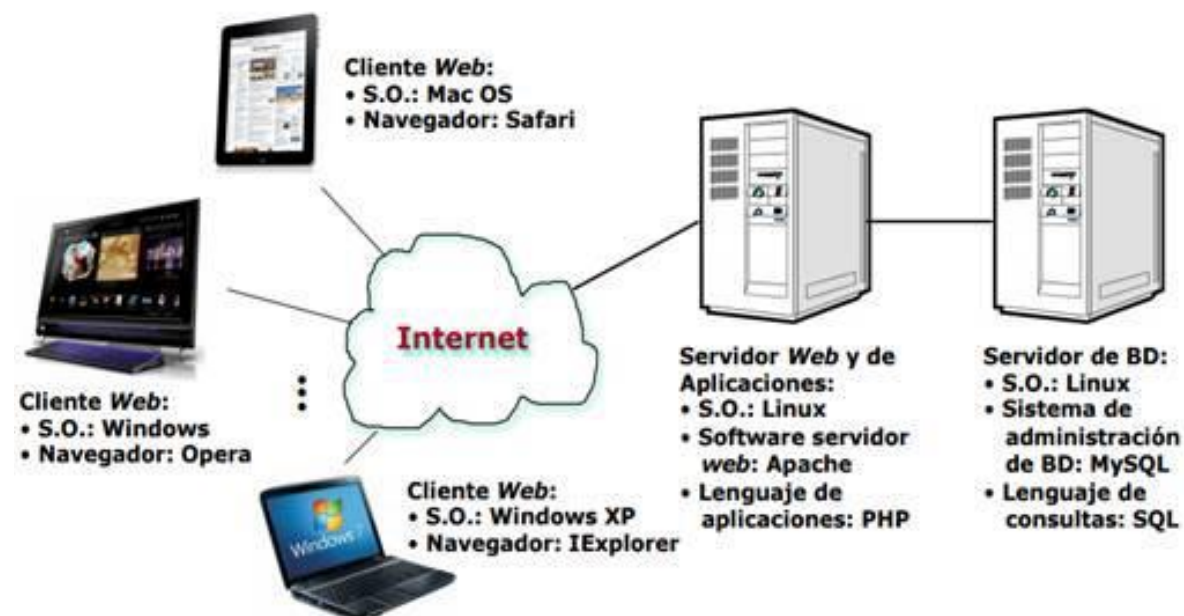 Cliente Web:
• S.O.: Mac OS
• Navegador: Safari
Cliente Web:
• S.O.: Windows
• Navegador: Opera
Internet
Cliente Web:
• S.O.: Windows XP
• Navegador: IExplorer
Windows 7
Servidor Web y de
Aplicaciones:
• S.O.: Linux
• Software servidor
web: Apache
• Lenguaje de
aplicaciones: PHP
Servidor de BD:
• S.O.: Linux
• Sistema de
administración
de BD: MySQL
• Lenguaje de
consultas: SQL